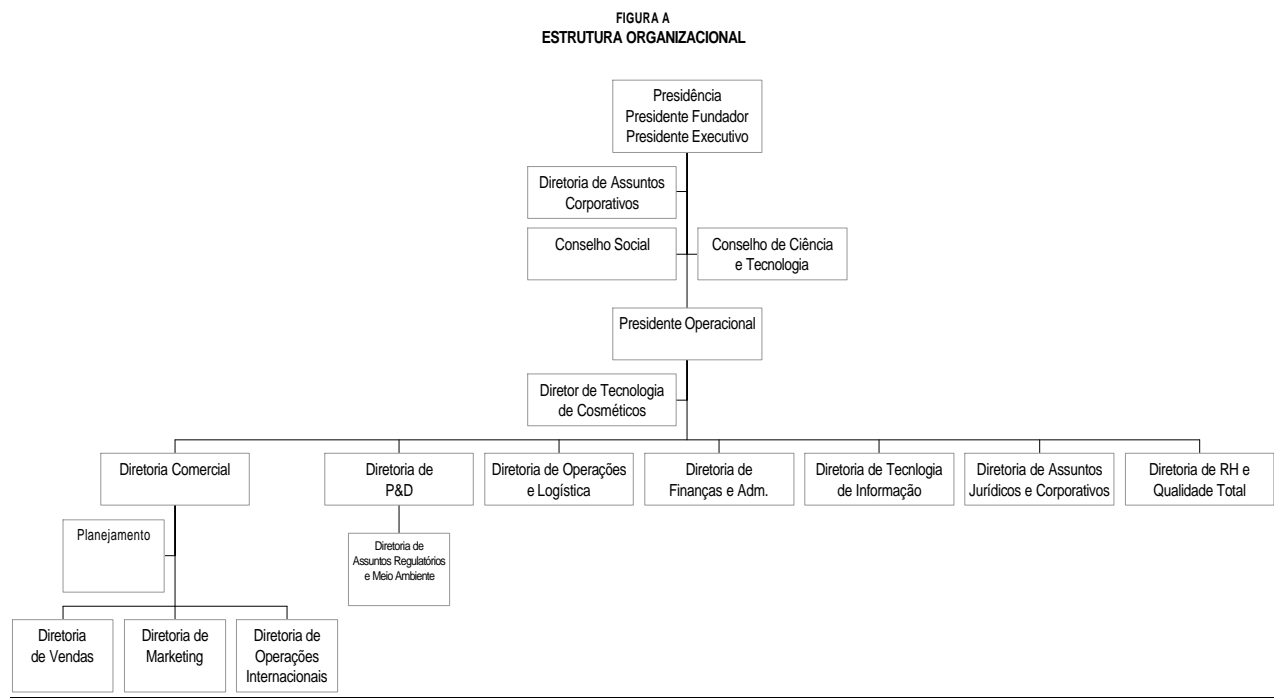 FIGURA A
ESTRUTURA ORGANIZACIONAL
Presidência
Presidente Fundador
Presidente Executivo
Diretoria de Assuntos
Corporativos
Conselho Social
Conselho de Ciência
e Tecnologia
Presidente Operacional
Diretor de Tecnologia
de Cosméticos
Diretoria Comercial
Diretoria de
P&D
Diretoria de Operações
e Logística
Diretoria de
Finanças e Adm.
Diretoria de Tecnlogia
de Informação
Diretoria de Assuntos
Jurídicos e Corporativos
Diretoria de RH e
Qualidade Total
Planejamento
Diretoria de
Assuntos Regulatórios
e Meio Ambiente
Diretoria
de Vendas
Diretoria de
Marketing
Diretoria de
Operações
Internacionais